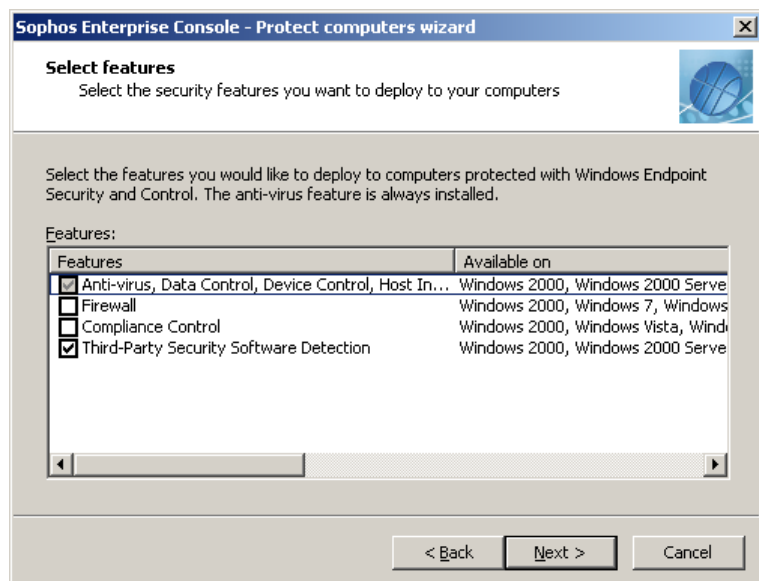 Sophos Enterprise Console - Protect computers wizard
Select features
Select the security features you want to deploy to your computers
Select the features you would like to deploy to computers protected with Windows Endpoint
Security and Control. The anti-virus feature is always installed.
Features:
Features Available on
Anti-virus, Data Control, Device Control, Host In... Windows 2000, Windows 2000 Serve
Firewall Windows 2000, Windows 7, Windows
Compliance Control Windows 2000, Windows Vista, Wind
Third-Party Security Software Detection Windows 2000, Windows 2000 Serve
< Back Next > Cancel